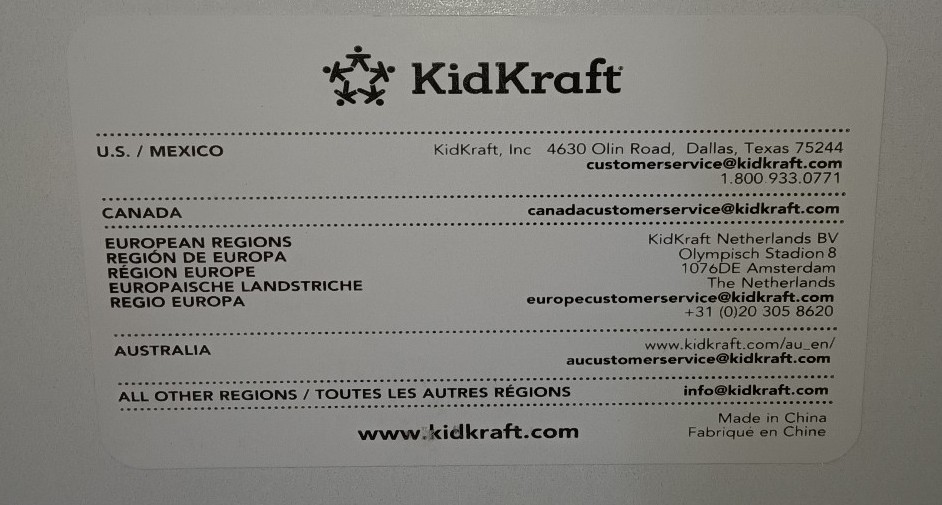 KidKraft
U.S. / MEXICO
KidKraft, Inc 4630 Olin Road, Dallas, Texas 75244
customerservice@kidkraft.com
1.800.933.0771
CANADA
canadacustomerservice@kidkraft.com
EUROPEAN REGIONS
REGIÓN DE EUROPA
RÉGION EUROPE
EUROPAISCHE LANDSTRICHE
REGIO EUROPA
KidKraft Netherlands BV
Olympisch Stadion 8
1076DE Amsterdam
The Netherlands
europecustomerservice@kidkraft.com
+31 (0)20 305 8620
AUSTRALIA
www.kidkraft.com/au_en/
aucustomerservice@kidkraft.com
ALL OTHER REGIONS / TOUTES LES AUTRES RÉGIONS
info@kidkraft.com
www.kidkraft.com
Made in China
Fabriqué en Chine